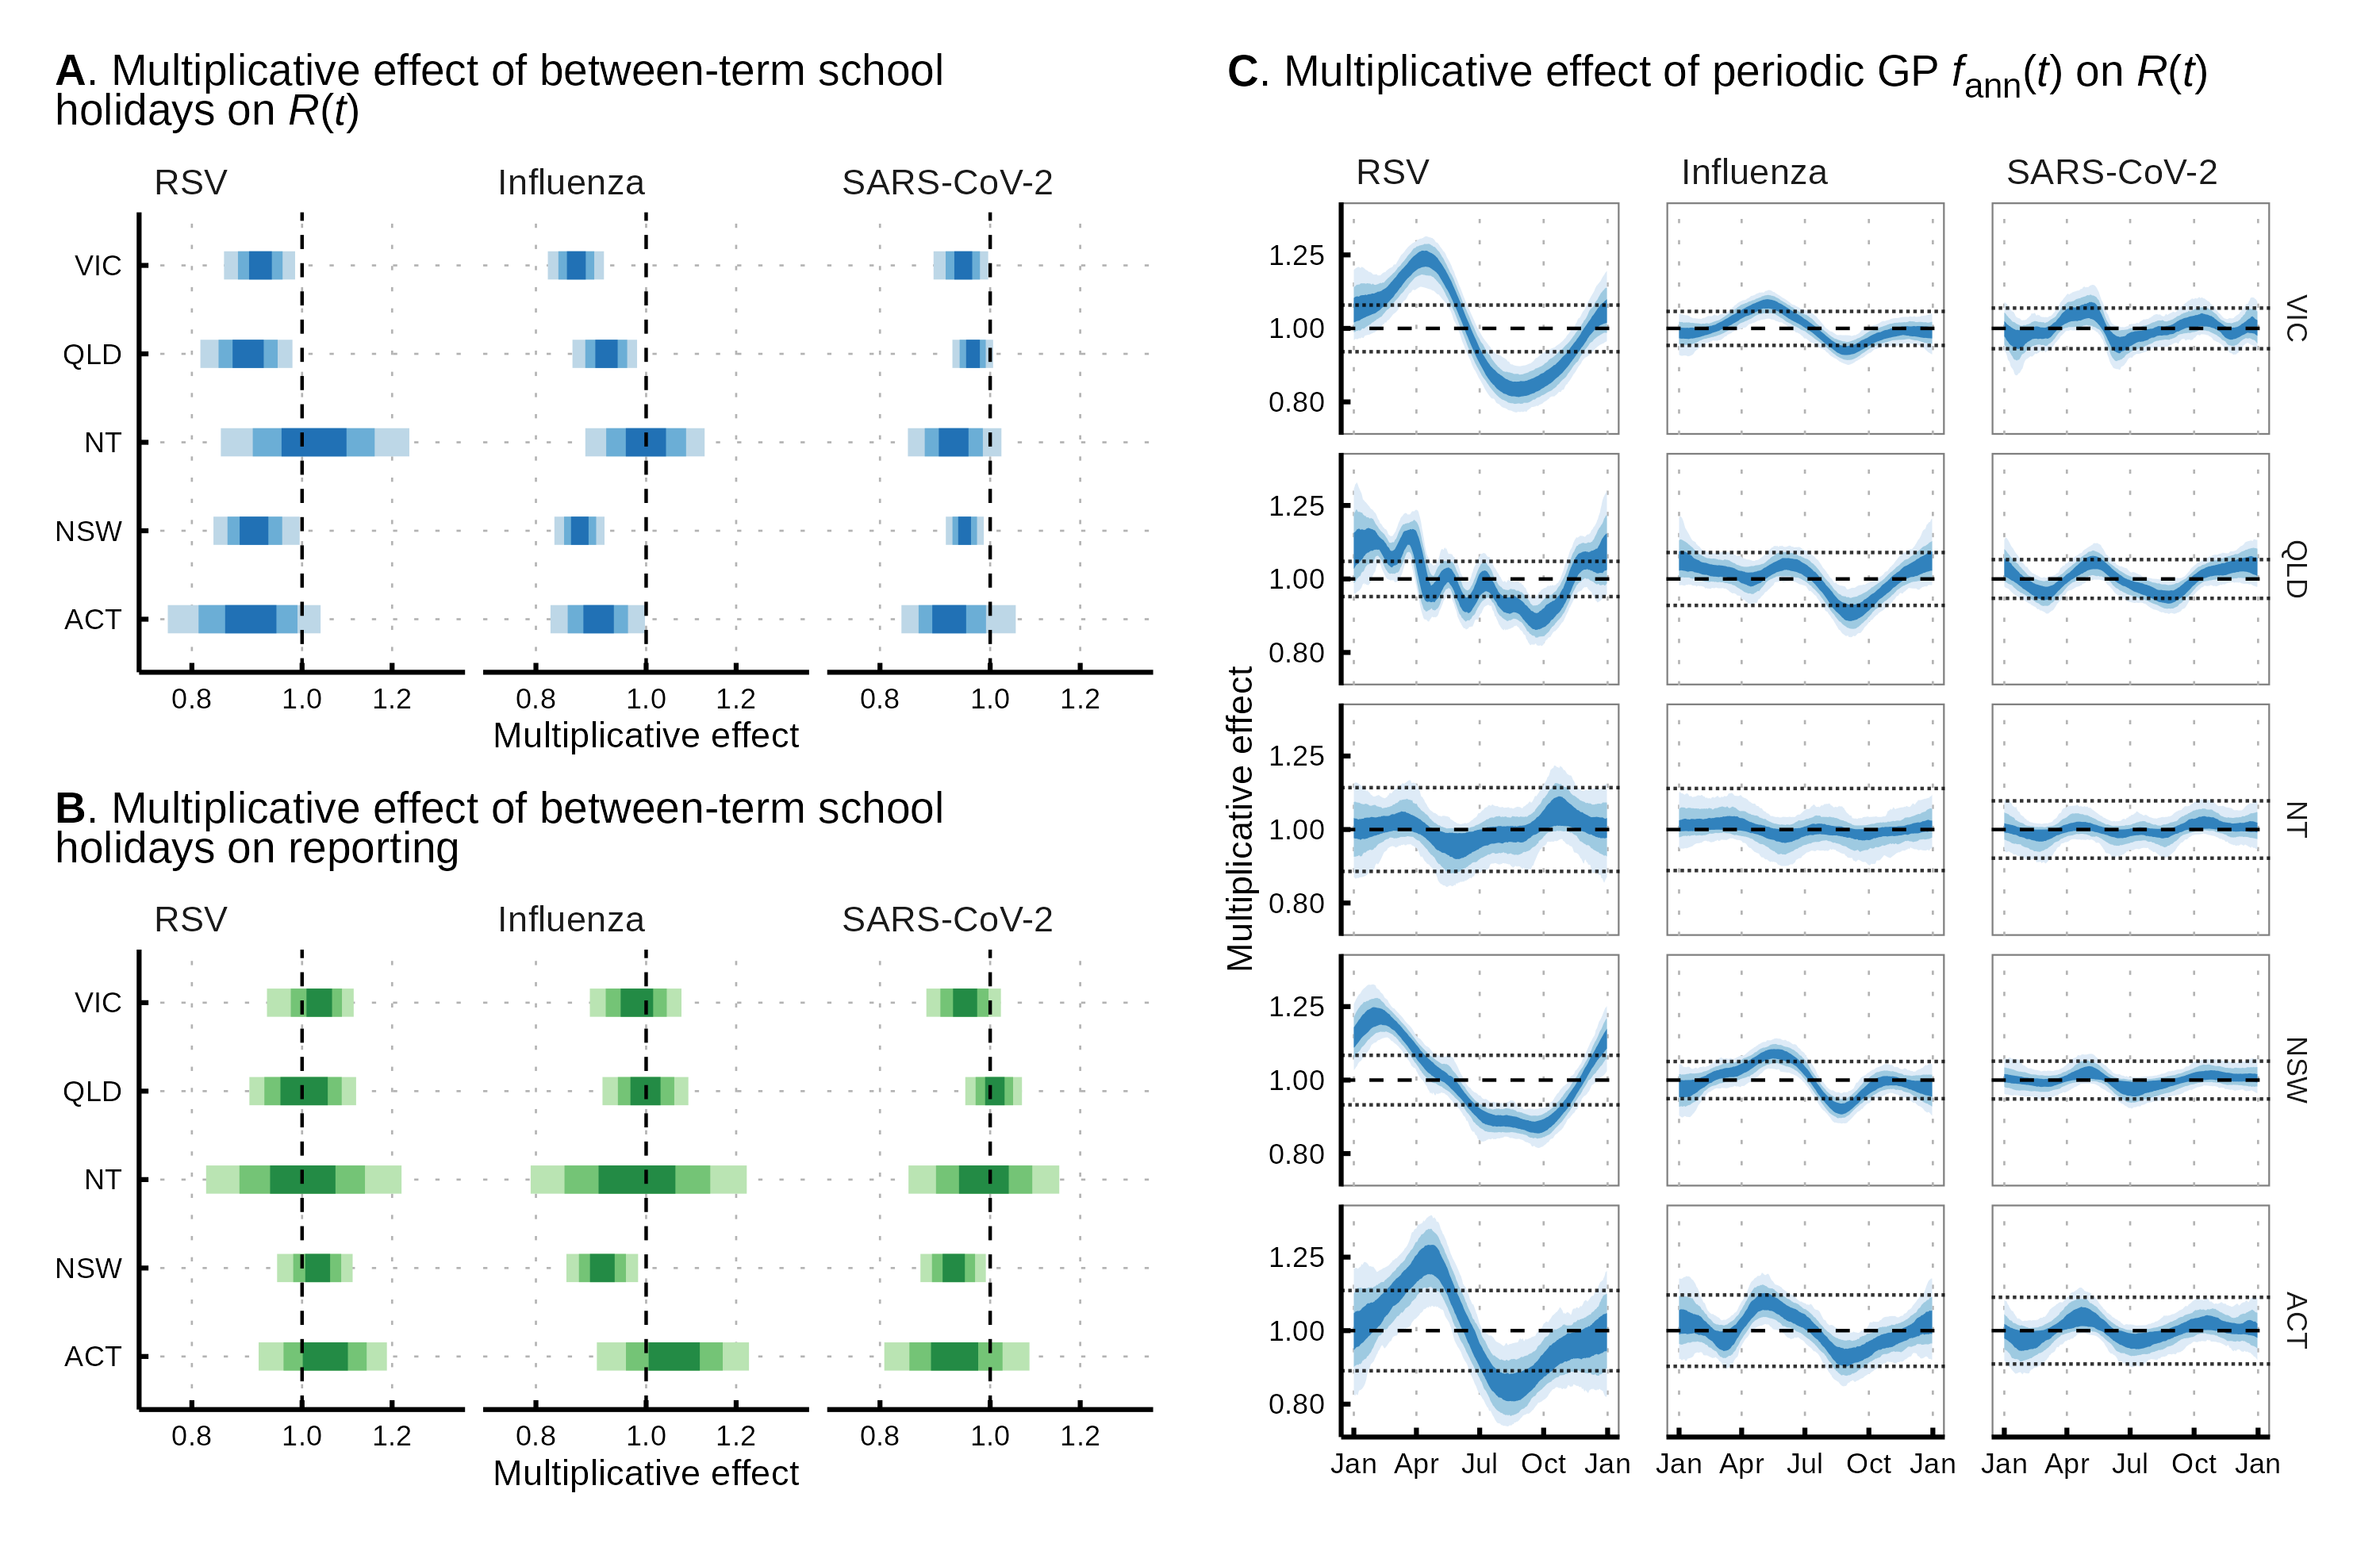 A. Multiplicative effect of between-term school
holidays on R(t)
RSV Influenza SARS-CoV-2
VIC
QLD
NT
NSW
ACT
0.8 1.0 1.2 0.8 1.0 1.2 0.8 1.0 1.2
Multiplicative effect
B. Multiplicative effect of between-term school
holidays on reporting
RSV Influenza SARS-CoV-2
VIC
QLD
NT
NSW
ACT
0.8 1.0 1.2 0.8 1.0 1.2 0.8 1.0 1.2
Multiplicative effect
C. Multiplicative effect of periodic GP fann(t) on R(t)
RSV Influenza SARS-CoV-2
Multiplicative effect
1.25
1.00
0.80
VIC
1.25
1.00
0.80
QLD
1.25
1.00
0.80
NT
1.25
1.00
0.80
NSW
1.25
1.00
0.80
ACT
Jan Apr Jul Oct Jan Jan Apr Jul Oct Jan Jan Apr Jul Oct Jan